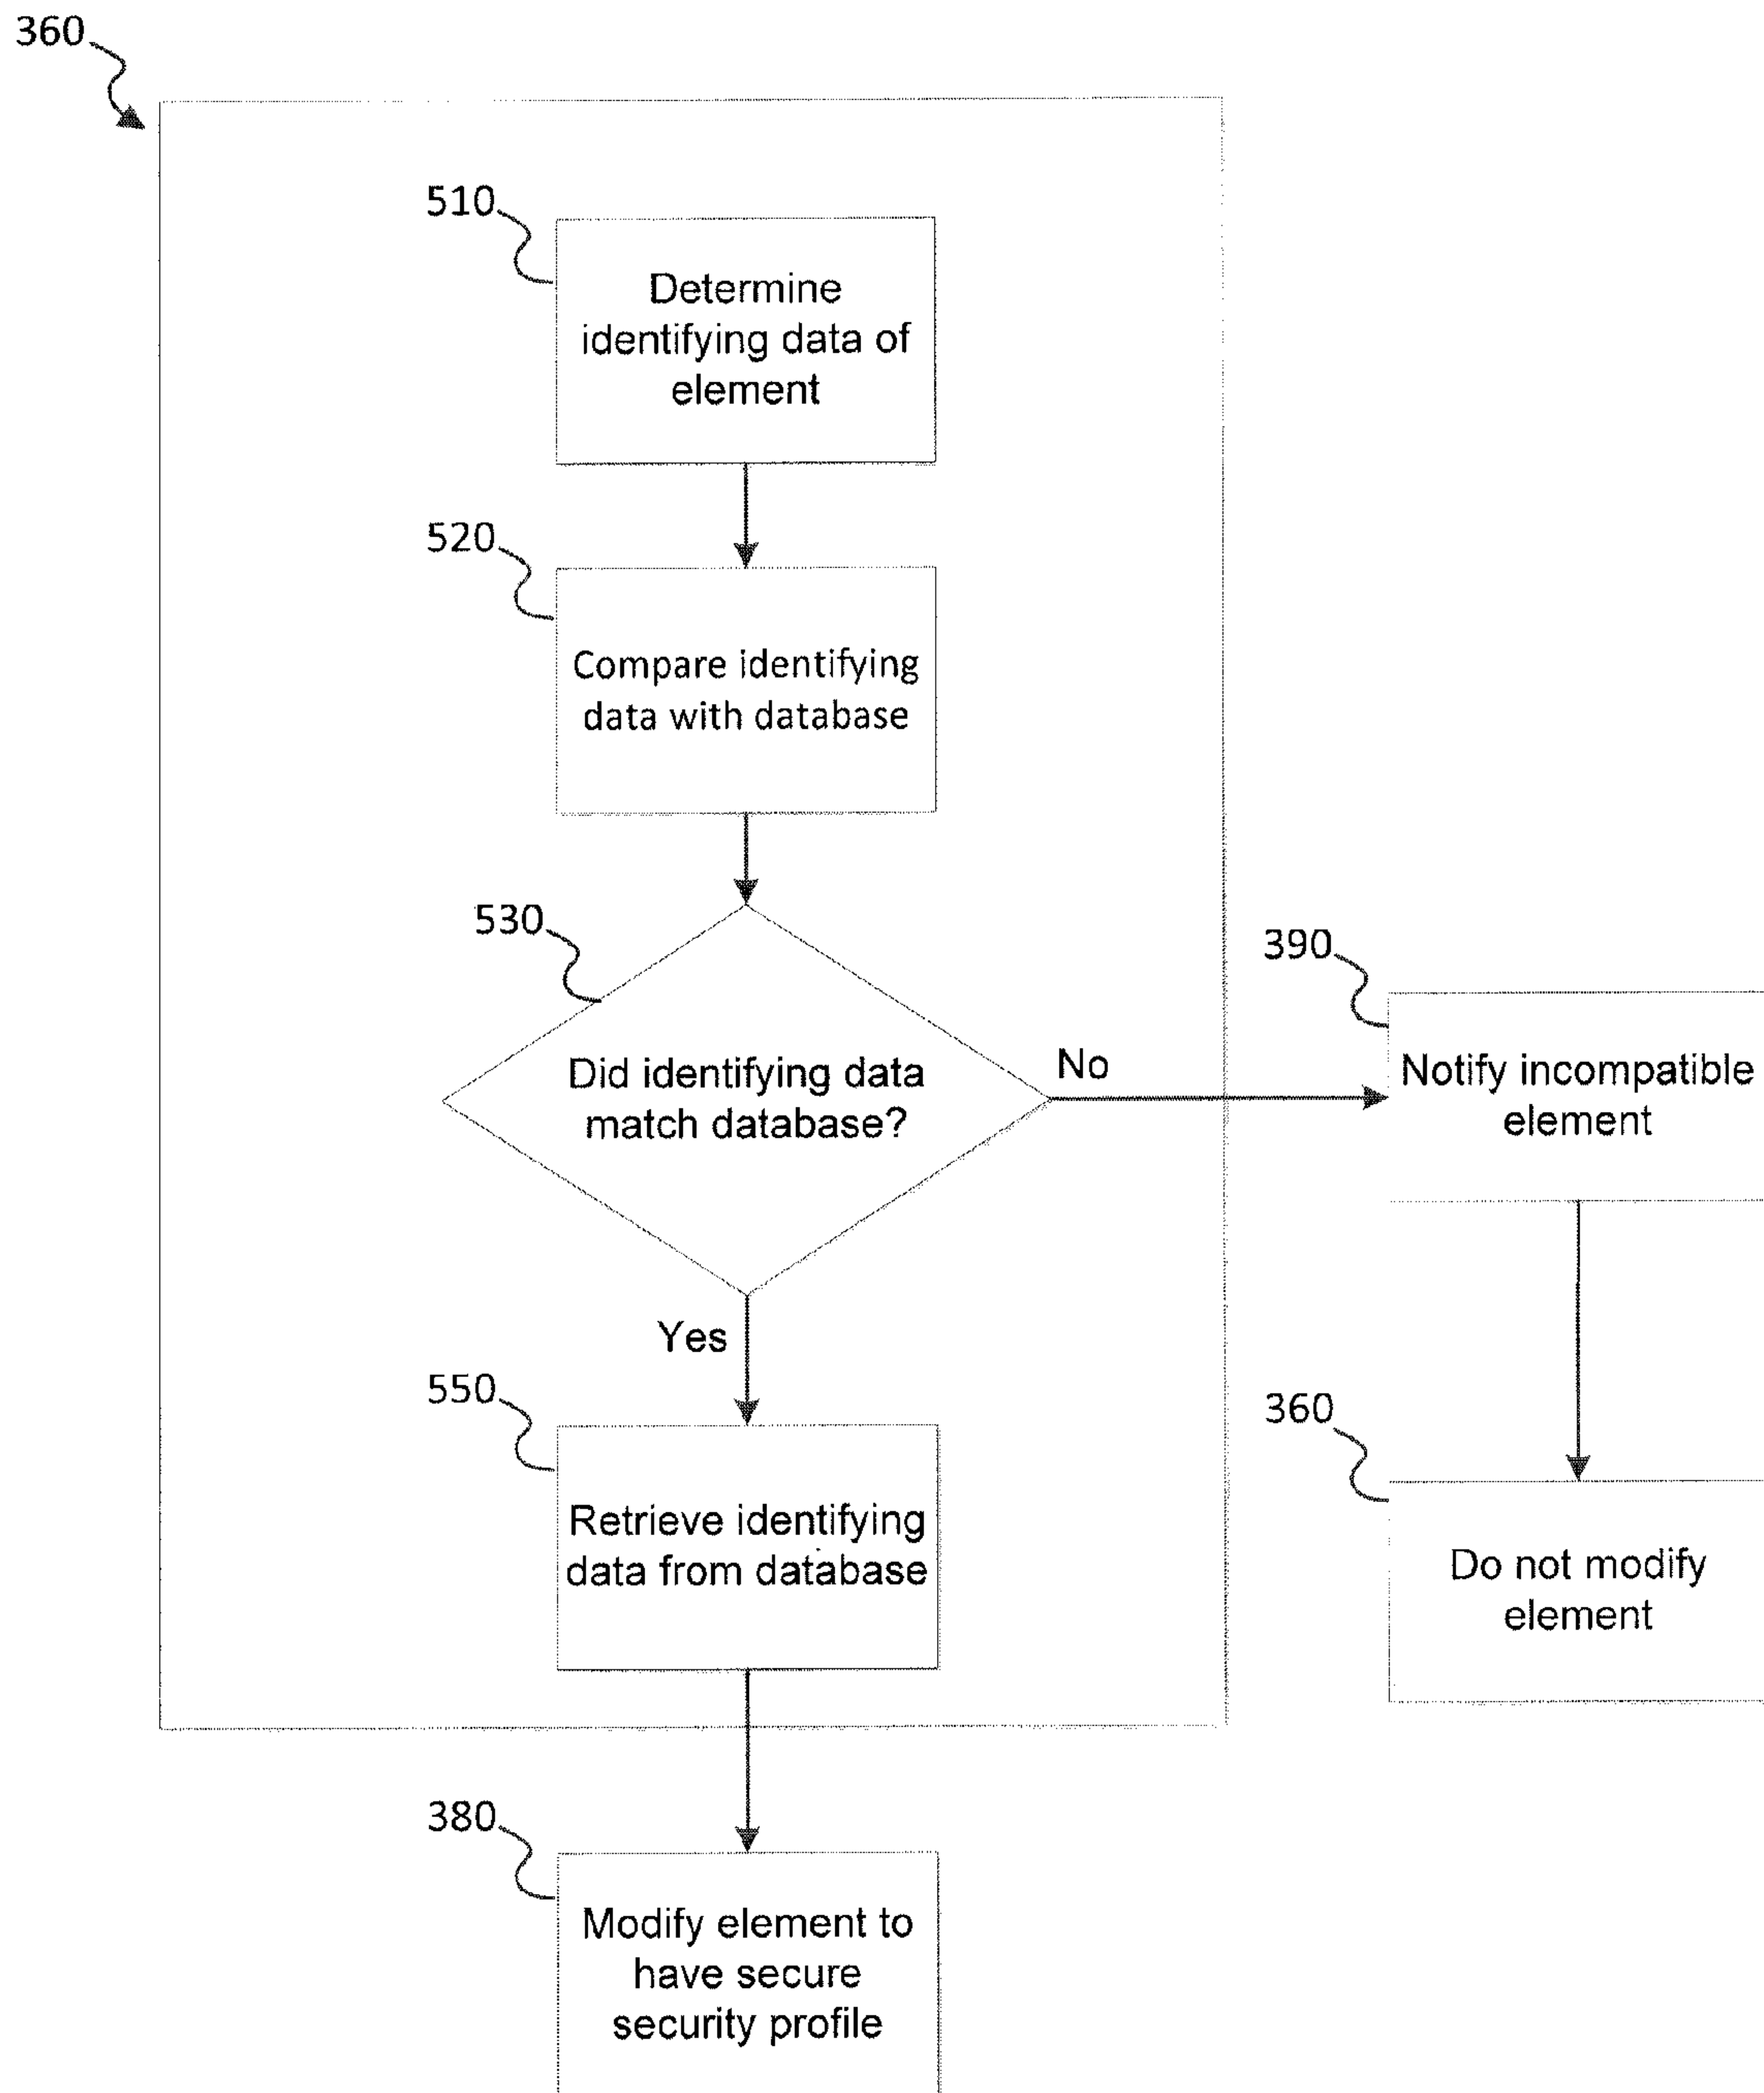 360
510
Determine
identifying data of
element
520
Compare identifying
data with database
530
Did identifying data
match database?
No
390
Notify incompatible
element
Yes
550
Retrieve identifying
data from database
360
Do not modify
element
380
Modify element to
have secure
security profile